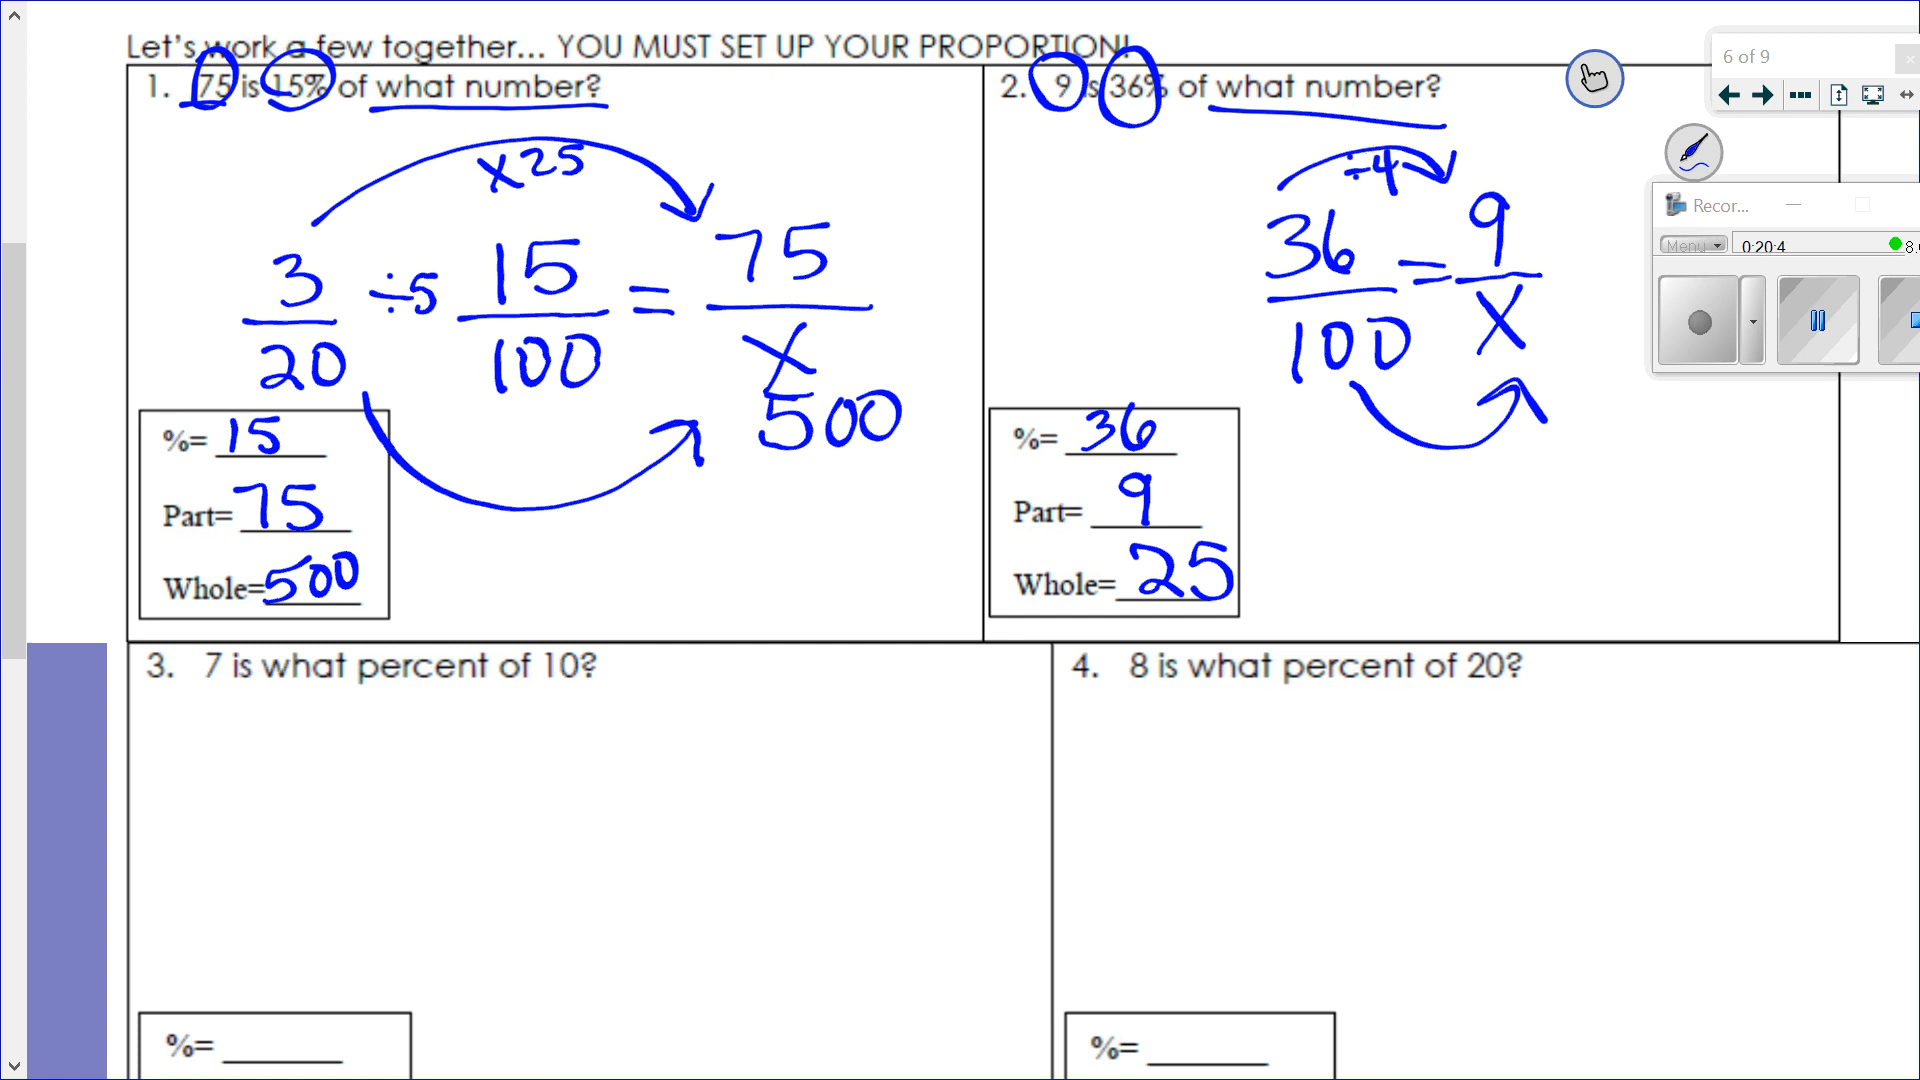 Let's work a few together... YOU MUST SET UP YOUR PROPORTION!
1. 75 is 15% of what number?
x25
3/20 ÷5 15/100 = 75/x
500
%= 15
Part= 75
Whole= 500
2. 9 is 36% of what number?
÷4
36/100 = 9/x
%= 36
Part= 9
Whole= 25
3. 7 is what percent of 10?
%= ______
4. 8 is what percent of 20?
%= ______
6 of 9
Recor...
Menu
0:20:4
8.